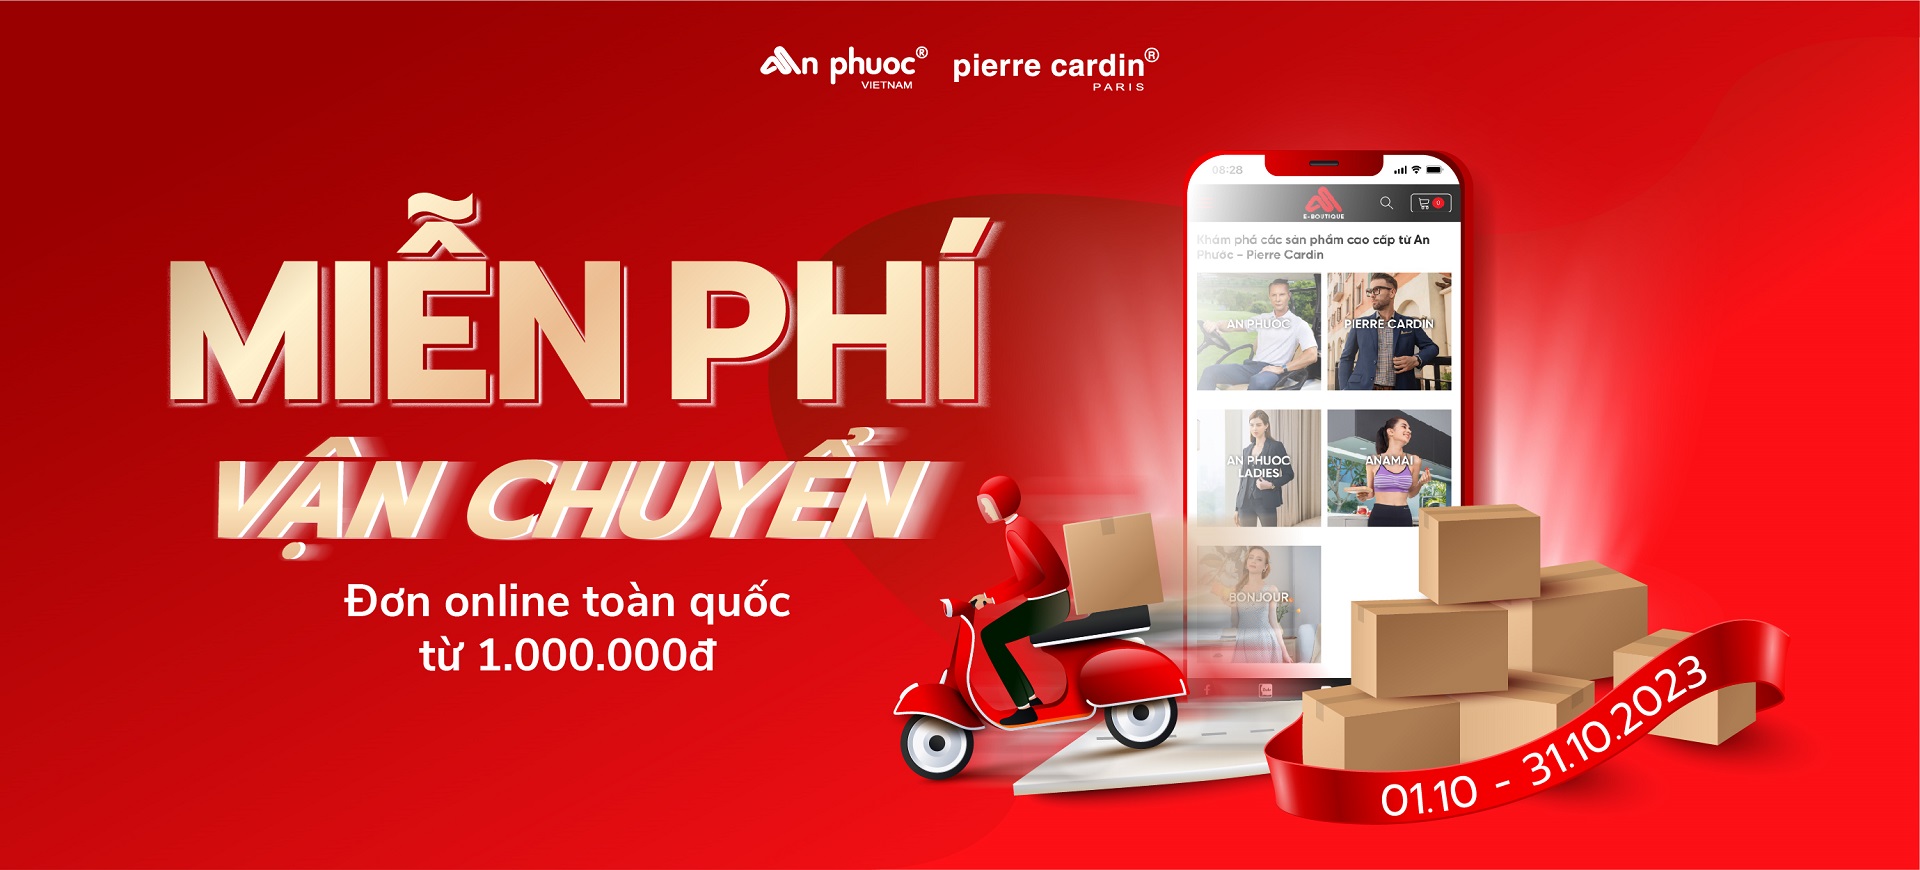 An phuoc®
VIETNAM
pierre cardin®
PARIS
MIỄN PHÍ
VẬN CHUYỂN
Đơn online toàn quốc
từ 1.000.000đ
08:28
E-BOUTIQUE
0
Khám phá các sản phẩm cao cấp từ An
Phước - Pierre Cardin
AN PHUOC
PIERRE CARDIN
AN PHUOC
LADIES
ANAMAI
BONJOUR
01.10 - 31.10.2023